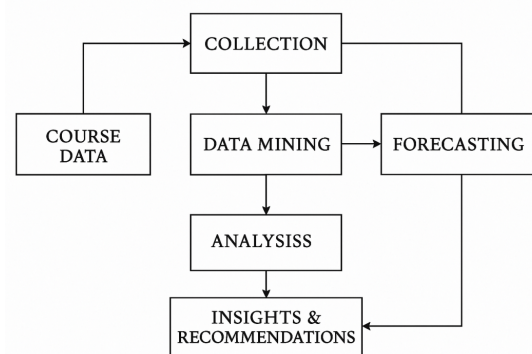 COLLECTION
COURSE
DATA
DATA MINING
FORECASTING
ANALYSISS
INSIGHTS &
RECOMMENDATIONS